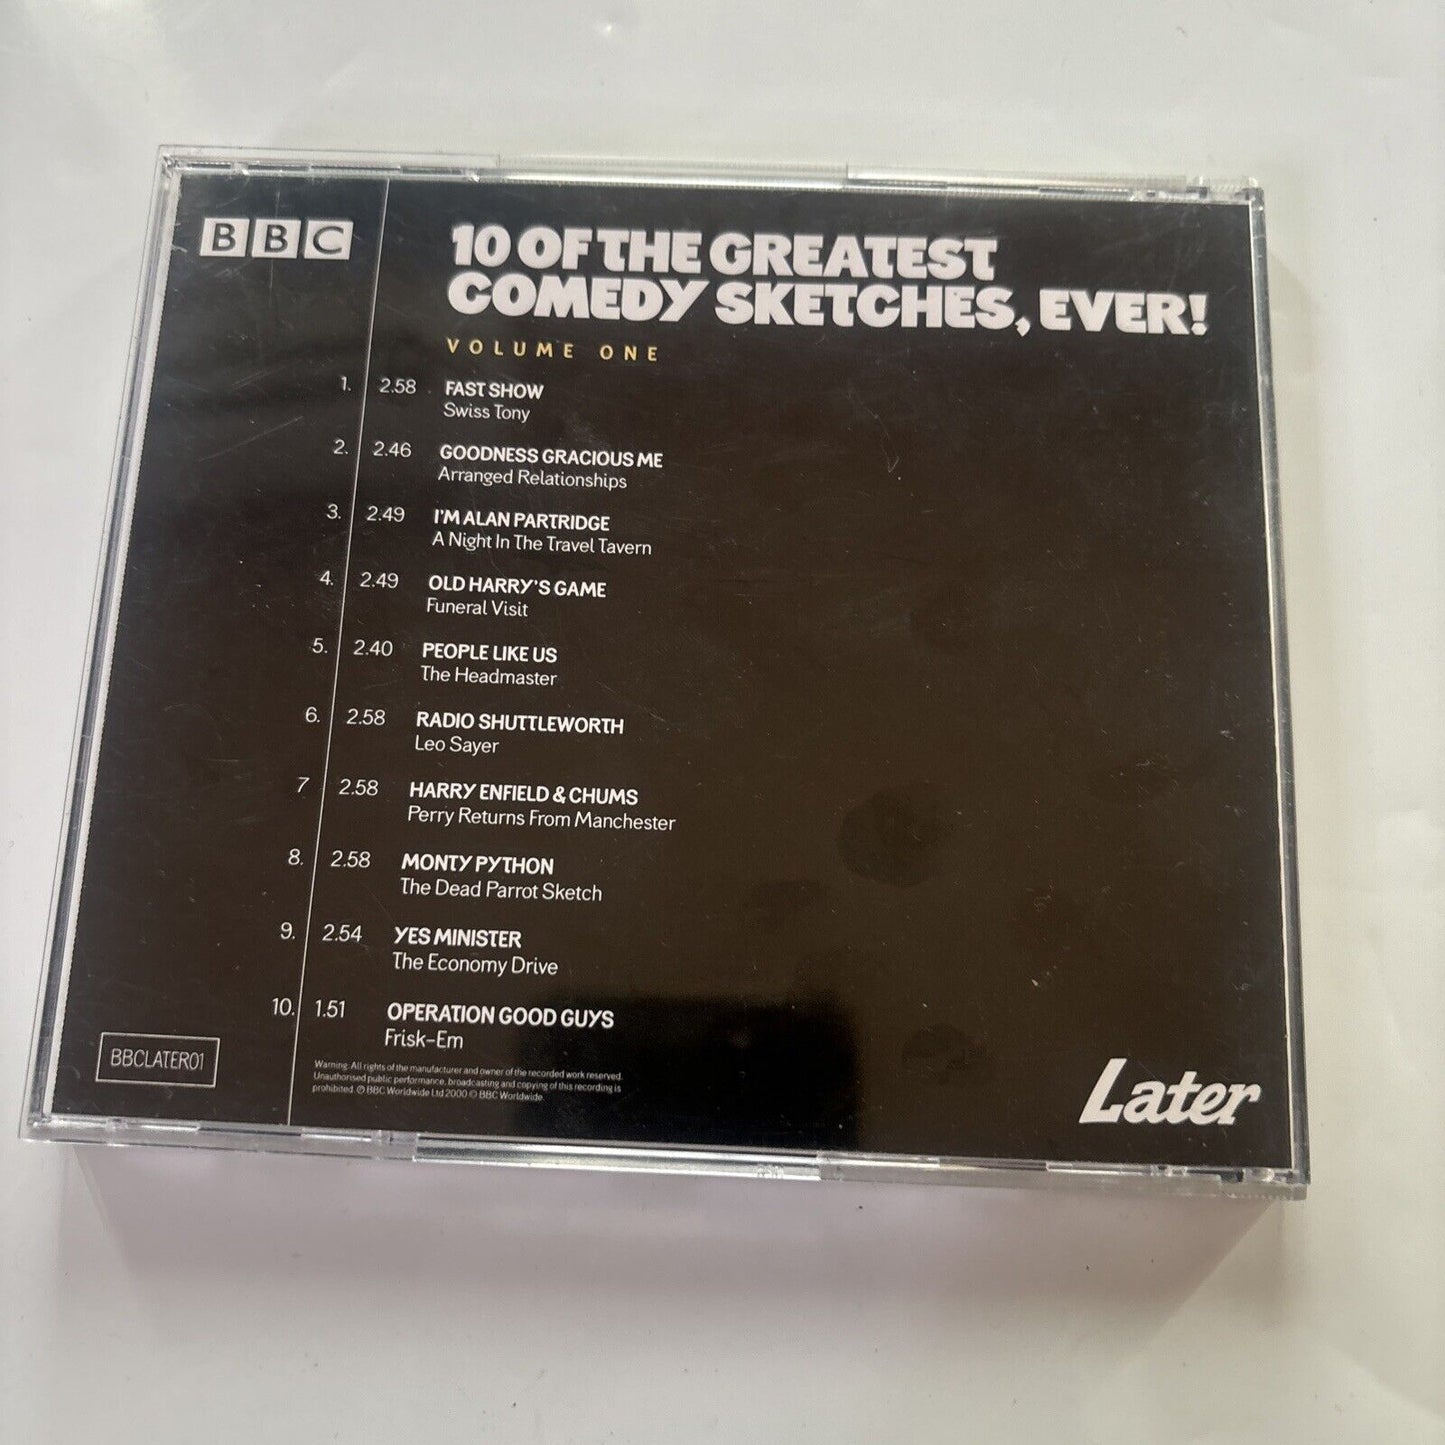 BBC
10 OF THE GREATEST
COMEDY SKETCHES, EVER!
VOLUME ONE
1. 2.58 FAST SHOW
Swiss Tony
2. 2.46 GOODNESS GRACIOUS ME
Arranged Relationships
3. 2.49 I'M ALAN PARTRIDGE
A Night In The Travel Tavern
4. 2.49 OLD HARRY'S GAME
Funeral Visit
5. 2.40 PEOPLE LIKE US
The Headmaster
6. 2.58 RADIO SHUTTLEWORTH
Leo Sayer
7 2.58 HARRY ENFIELD & CHUMS
Perry Returns From Manchester
8. 2.58 MONTY PYTHON
The Dead Parrot Sketch
9. 2.54 YES MINISTER
The Economy Drive
10. 1.51 OPERATION GOOD GUYS
Frisk-Em
BBCLATER01
Warning. All rights of the manufacturer and owner of the recorded work reserved.
Unauthorised public performance, broadcasting and copying of this recording is
prohibited. ℗ BBC Worldwide Ltd 2000 © BBC Worldwide.
Later